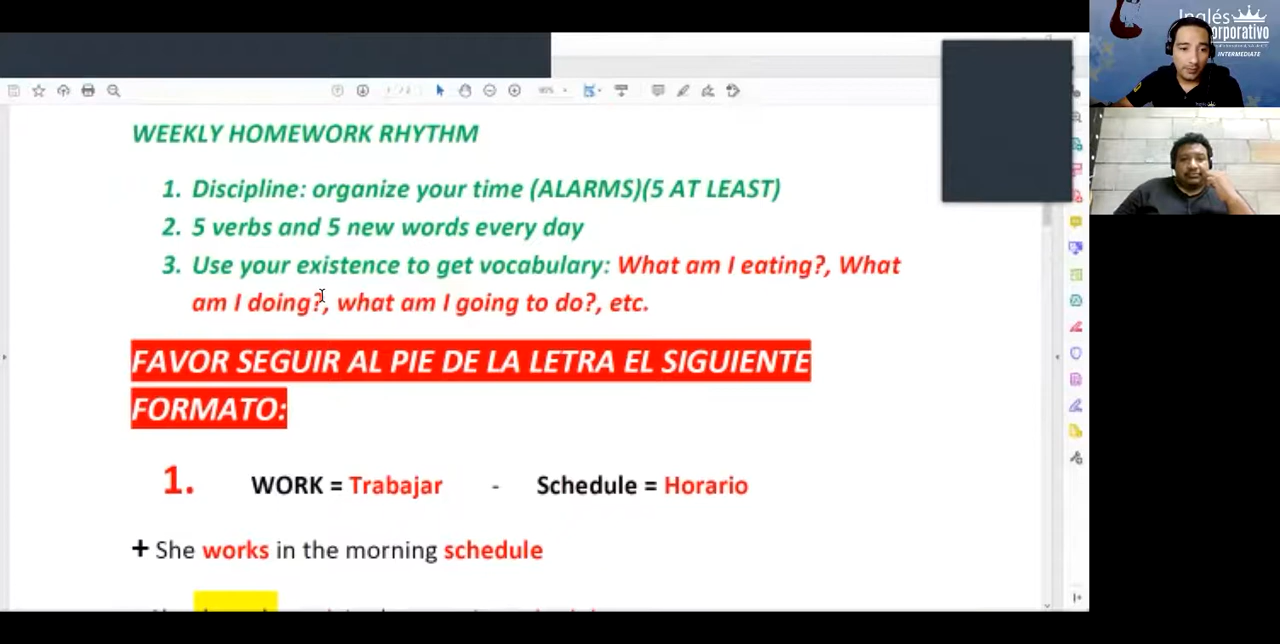 Inglés
Corporativo
INTERMEDIATE
WEEKLY HOMEWORK RHYTHM
1. Discipline: organize your time (ALARMS)(5 AT LEAST)
2. 5 verbs and 5 new words every day
3. Use your existence to get vocabulary: What am I eating?, What
am I doing?, what am I going to do?, etc.
FAVOR SEGUIR AL PIE DE LA LETRA EL SIGUIENTE
FORMATO:
1. WORK = Trabajar - Schedule = Horario
+ She works in the morning schedule